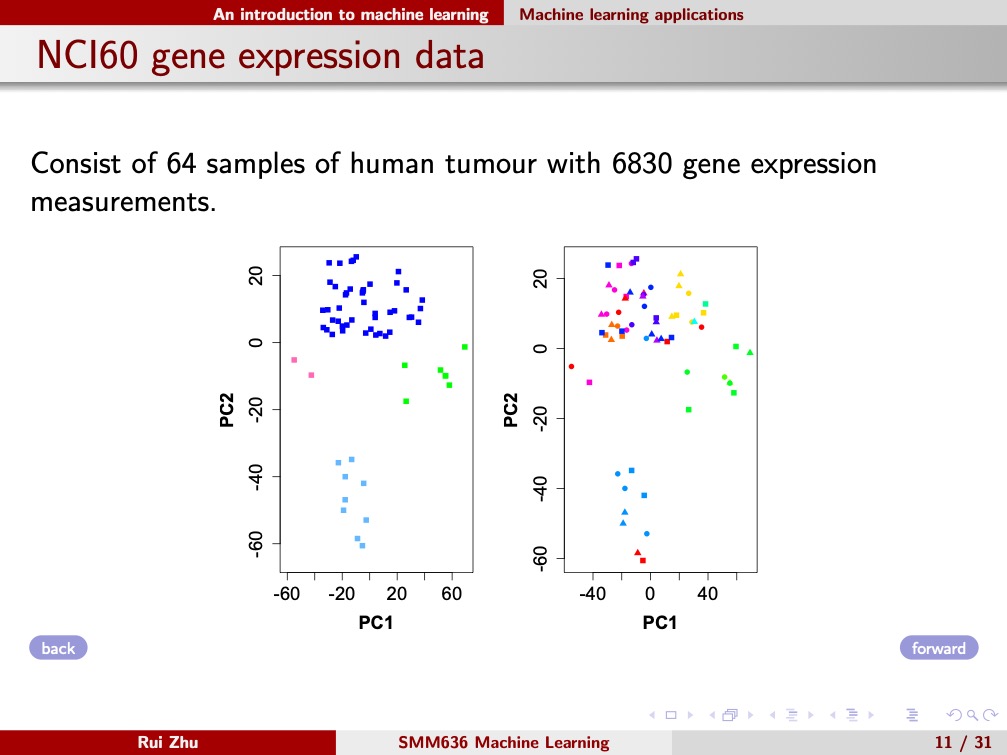 An introduction to machine learning Machine learning applications
NCI60 gene expression data
Consist of 64 samples of human tumour with 6830 gene expression
measurements.
20
0
-20
-40
-60
PC2
-60 -20 20 60
PC1
20
0
-20
-40
-60
PC2
-40 0 40
PC1
back forward
Rui Zhu SMM636 Machine Learning 11 / 31